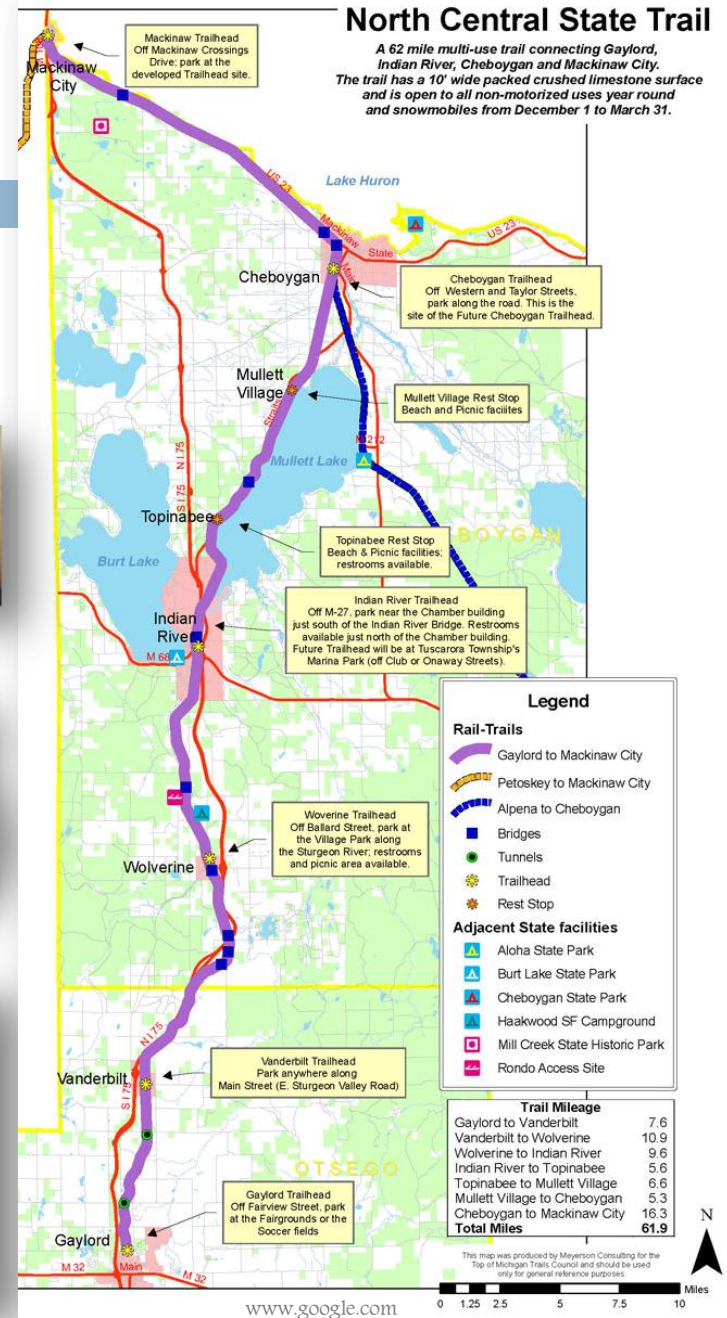 North Central State Trail
A 62 mile multi-use trail connecting Gaylord,
Indian River, Cheboygan and Mackinaw City.
The trail has a 10' wide packed crushed limestone surface
and is open to all non-motorized uses year round
and snowmobiles from December 1 to March 31.
Mackinaw Trailhead
Off Mackinaw Crossings
Drive; park at the
developed Trailhead site.
Mackinaw
City
US 23
Lake Huron
Mackinaw
State
US 23
Main
Cheboygan
Cheboygan Trailhead
Off Western and Taylor Streets,
park along the road. This is the
site of the Future Cheboygan Trailhead.
Mullett
Village
Straits
Mullett Village Rest Stop
Beach and Picnic faciiites
M 212
Mullett Lake
N I 75
S I 75
Topinabee
Topinabee Rest Stop
Beach & Picnic facilities;
restrooms available.
BOYGAN
Burt Lake
Indian
River
M 68
Indian River Trailhead
Off M-27, park near the Chamber building
just south of the Indian River Bridge. Restrooms
available just north of the Chamber building.
Future Trailhead will be at Tuscarora Township's
Marina Park (off Club or Onaway Streets).
Woverine Trailhead
Off Ballard Street, park at
the Village Park along
the Sturgeon River; restrooms
and picnic area available.
Wolverine
N I 75
S I 75
Vanderbilt
Vanderbilt Trailhead
Park anywhere along
Main Street (E. Sturgeon Valley Road)
OTSEGO
Gaylord Trailhead
Off Fairview Street, park
at the Fairgrounds or the
Soccer fields
Gaylord
M 32
Main
M 32
Legend
Rail-Trails
Gaylord to Mackinaw City
Petoskey to Mackinaw City
Alpena to Cheboygan
Bridges
Tunnels
Trailhead
Rest Stop
Adjacent State facilities
Aloha State Park
Burt Lake State Park
Cheboygan State Park
Haakwood SF Campground
Mill Creek State Historic Park
Rondo Access Site
Trail Mileage
Gaylord to Vanderbilt 7.6
Vanderbilt to Wolverine 10.9
Wolverine to Indian River 9.6
Indian River to Topinabee 5.6
Topinabee to Mullett Village 6.6
Mullett Village to Cheboygan 5.3
Cheboygan to Mackinaw City 16.3
Total Miles 61.9
This map was produced by Meyerson Consulting for the
Top of Michigan Trails Council and should be used
only for general reference purposes.
N
Miles
0 1.25 2.5 5 7.5 10
www.google.com